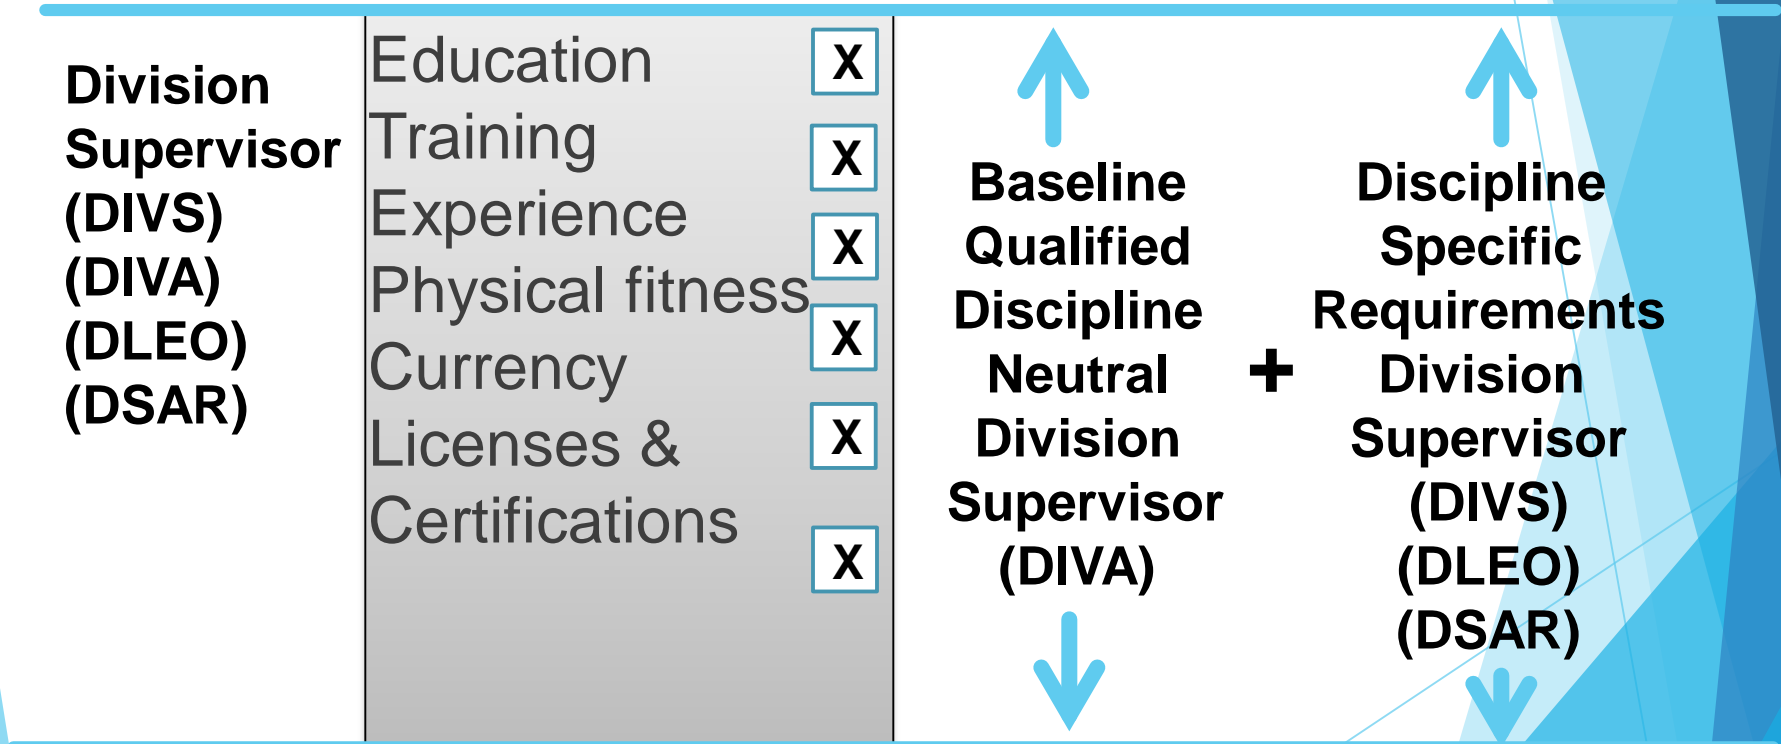 Division
Supervisor
(DIVS)
(DIVA)
(DLEO)
(DSAR)
Education X
Training X
Experience X
Physical fitness X
Currency
Licenses & X
Certifications X
Baseline
Qualified
Discipline
Neutral
Division
Supervisor
(DIVA)
+
Discipline
Specific
Requirements
Division
Supervisor
(DIVS)
(DLEO)
(DSAR)